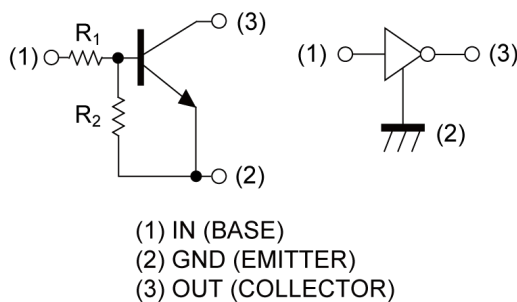 (3)
R₁
(1)
R₂
(2)
(1)
(3)
(2)
(1) IN (BASE)
(2) GND (EMITTER)
(3) OUT (COLLECTOR)